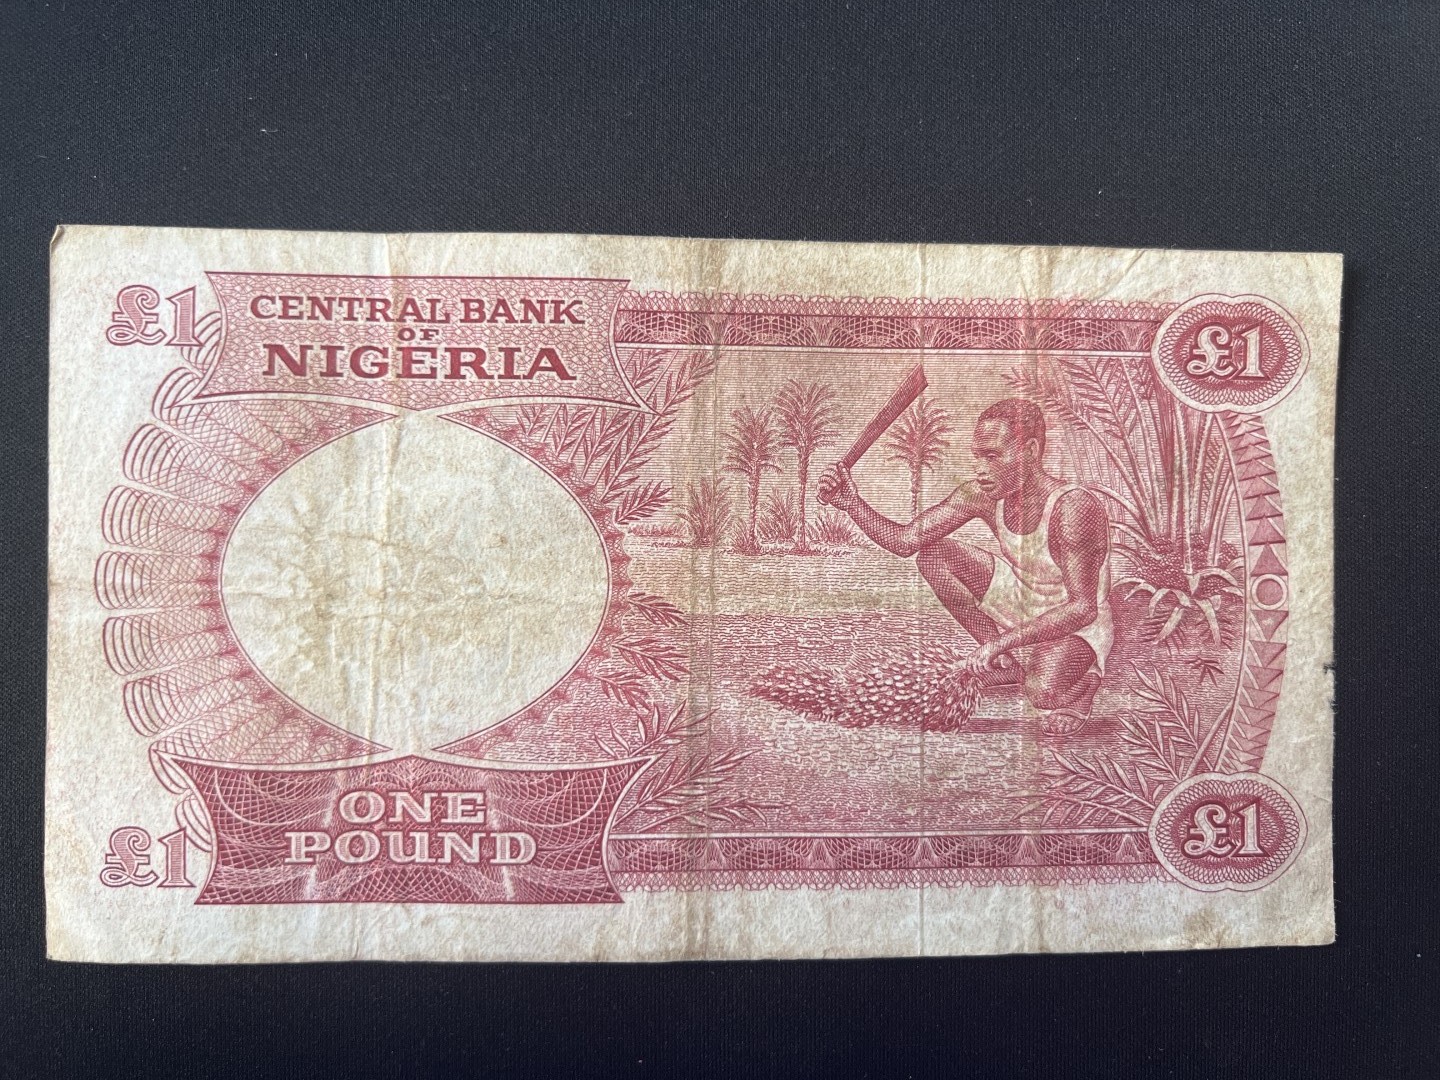 £1
CENTRAL BANK
OF
NIGERIA
£1
£1
ONE
POUND
£1